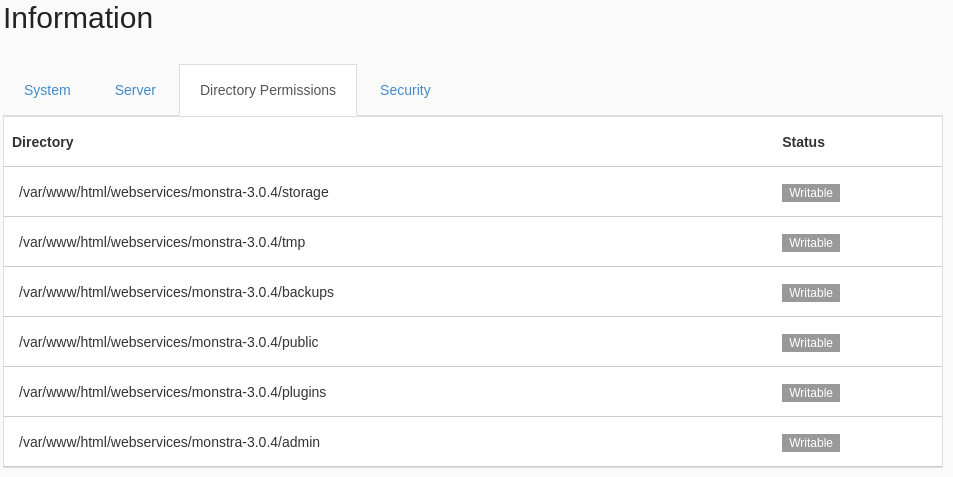 Information
System Server Directory Permissions Security
Directory Status
/var/www/html/webservices/monstra-3.0.4/storage Writable
/var/www/html/webservices/monstra-3.0.4/tmp Writable
/var/www/html/webservices/monstra-3.0.4/backups Writable
/var/www/html/webservices/monstra-3.0.4/public Writable
/var/www/html/webservices/monstra-3.0.4/plugins Writable
/var/www/html/webservices/monstra-3.0.4/admin Writable